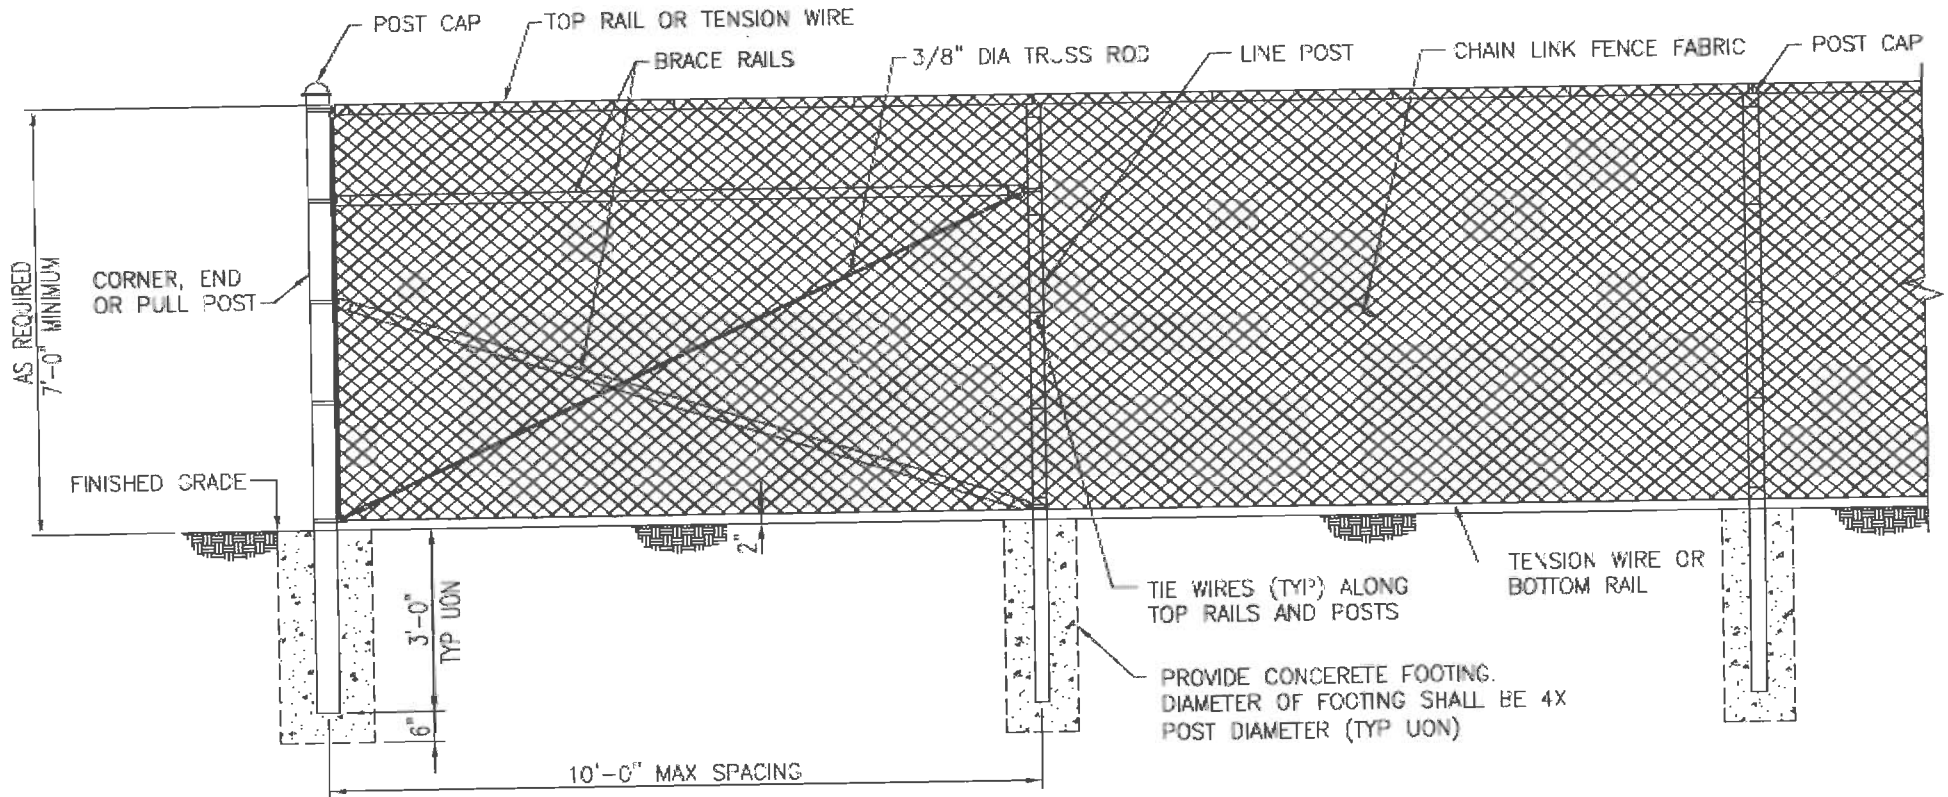 POST CAP
TOP RAIL OR TENSION WIRE
BRACE RAILS
3/8" DIA TRUSS ROD
LINE POST
CHAIN LINK FENCE FABRIC
POST CAP
CORNER, END
OR PULL POST
AS REQUIRED
7'-0" MINIMUM
FINISHED GRADE
2"
3'-0"
TYP UON
6"
TIE WIRES (TYP) ALONG
TOP RAILS AND POSTS
TENSION WIRE OR
BOTTOM RAIL
PROVIDE CONCERETE FOOTING.
DIAMETER OF FOOTING SHALL BE 4X
POST DIAMETER (TYP UON)
10'-0" MAX SPACING